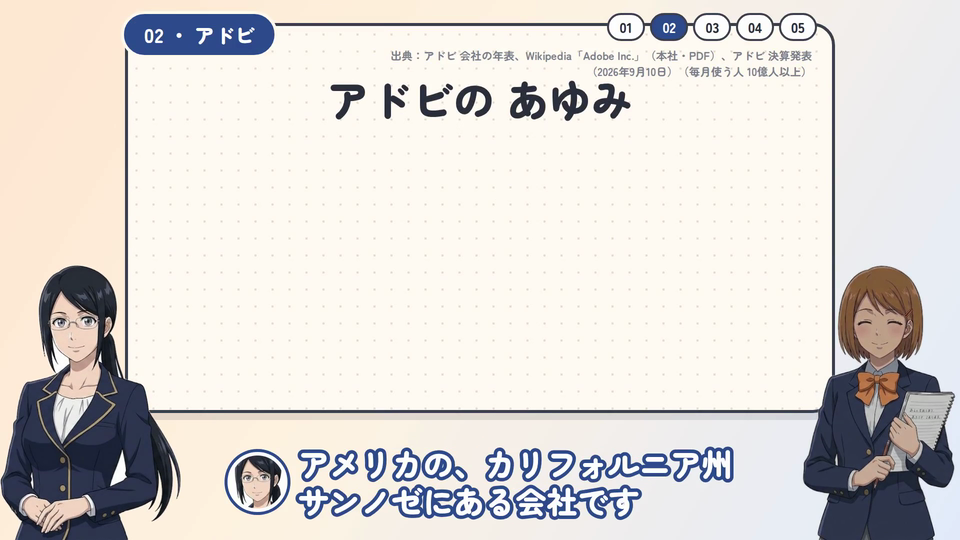 02 ・ アドビ
01 02 03 04 05
出典：アドビ 会社の年表、Wikipedia「Adobe Inc.」（本社・PDF）、アドビ 決算発表
（2026年9月10日）（毎月使う人 10億人以上）
アドビの あゆみ
アメリカの、カリフォルニア州
サンノゼにある会社です